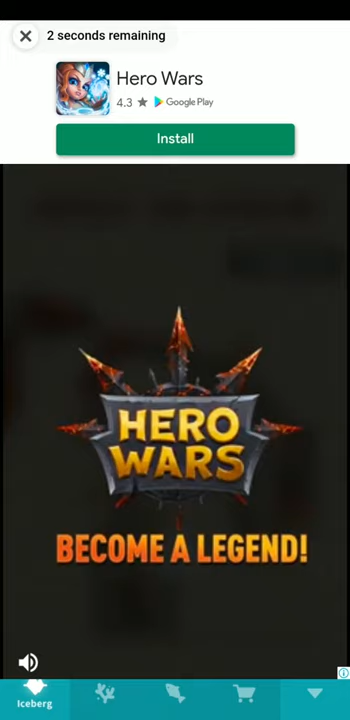 2 seconds remaining
Hero Wars
4.3 ★ Google Play
Install
HERO
WARS
BECOME A LEGEND!
Iceberg